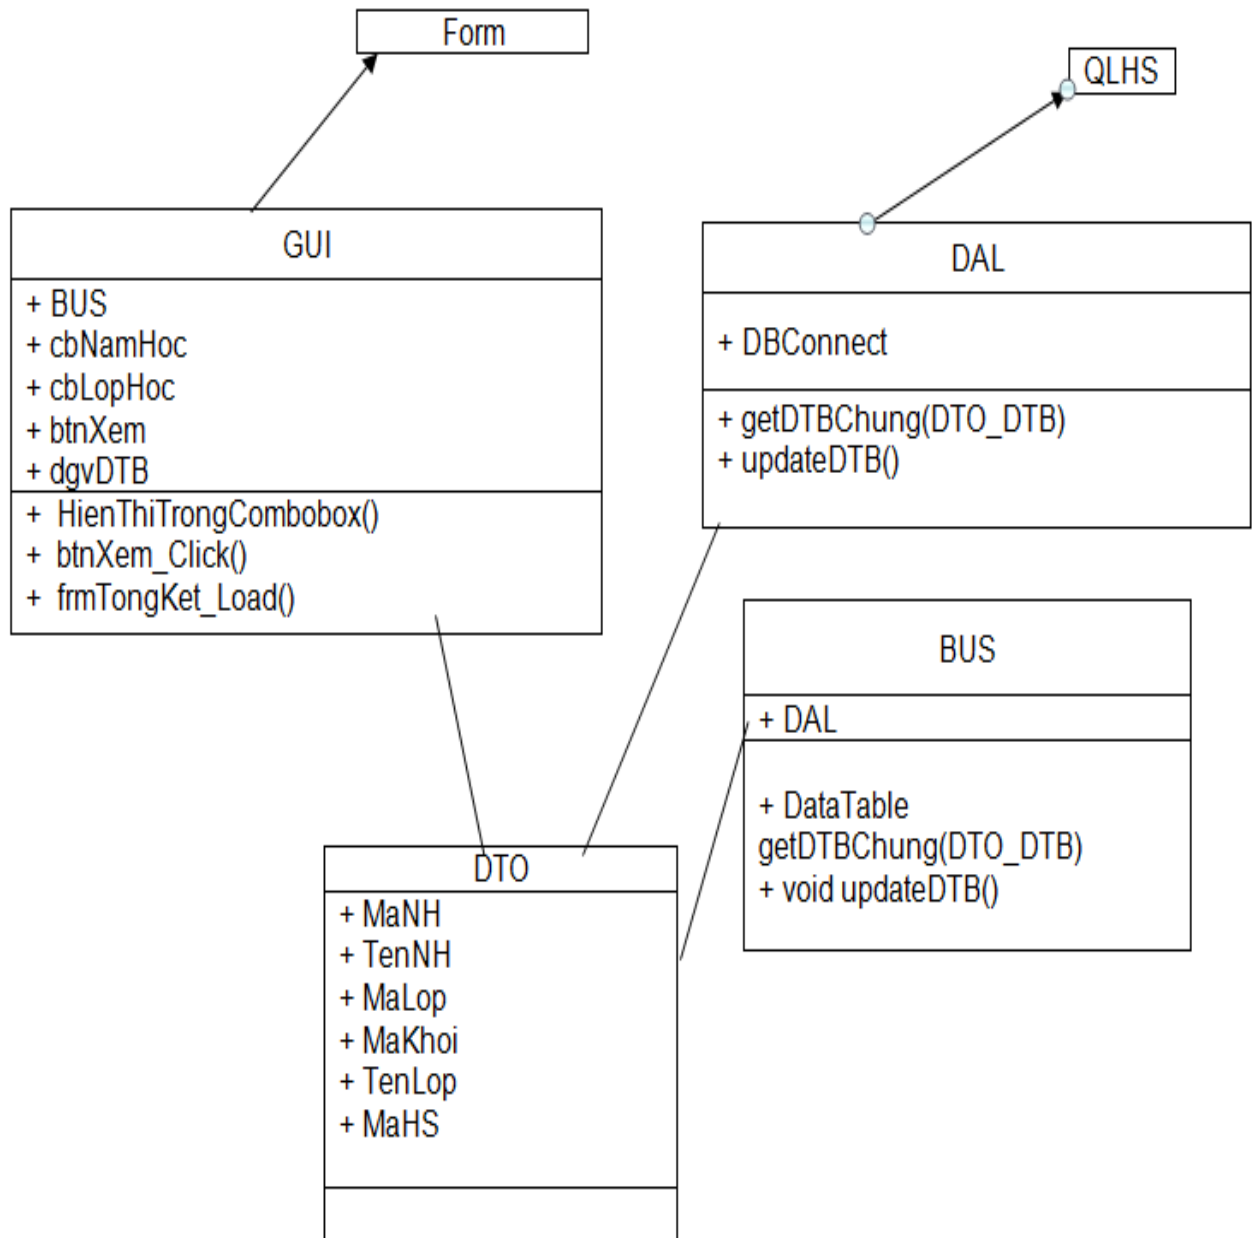 Form
QLHS
GUI
+ BUS
+ cbNamHoc
+ cbLopHoc
+ btnXem
+ dgvDTB
+ HienThiTrongCombobox()
+ btnXem_Click()
+ frmTongKet_Load()
DAL
+ DBConnect
+ getDTBChung(DTO_DTB)
+ updateDTB()
BUS
+ DAL
+ DataTable
getDTBChung(DTO_DTB)
+ void updateDTB()
DTO
+ MaNH
+ TenNH
+ MaLop
+ MaKhoi
+ TenLop
+ MaHS